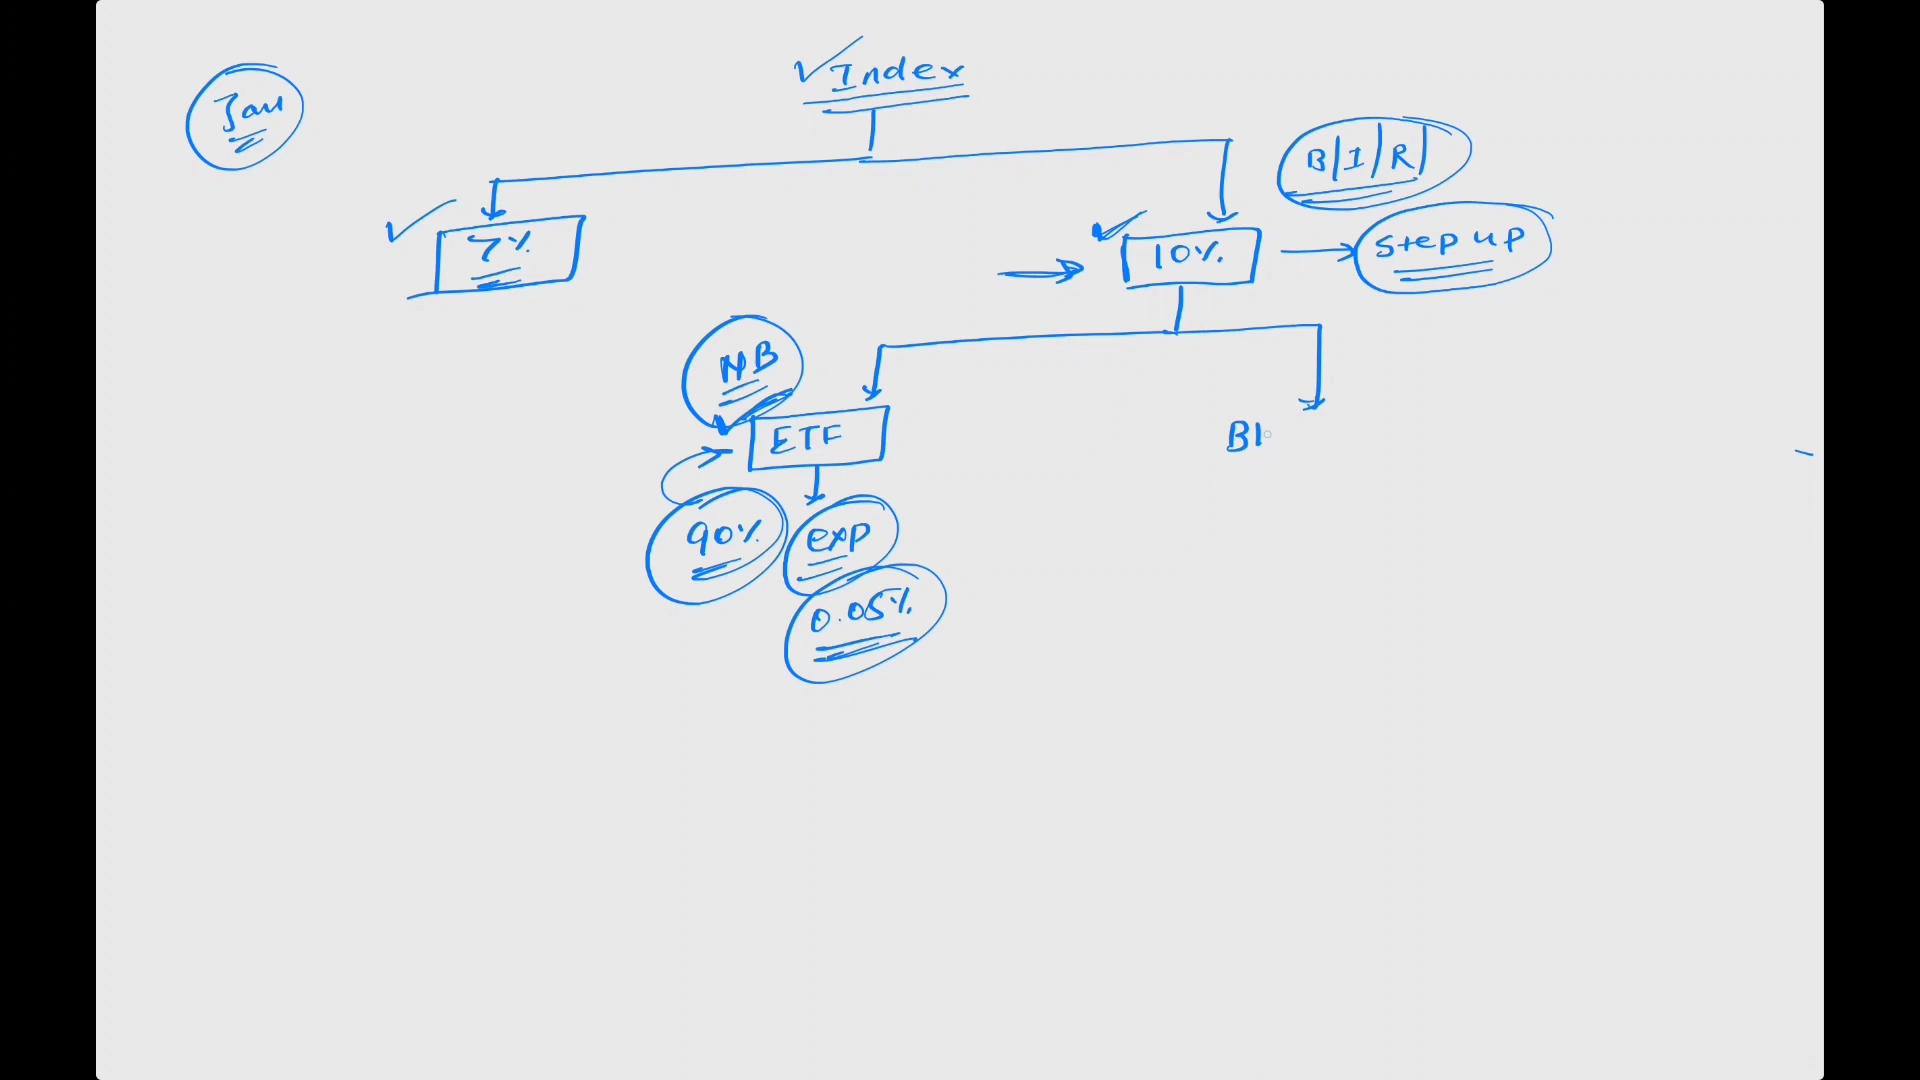 Index
Jan
B|I|R|
7%
10%
Step up
NB
ETF
BI
90%
exp
0.05%